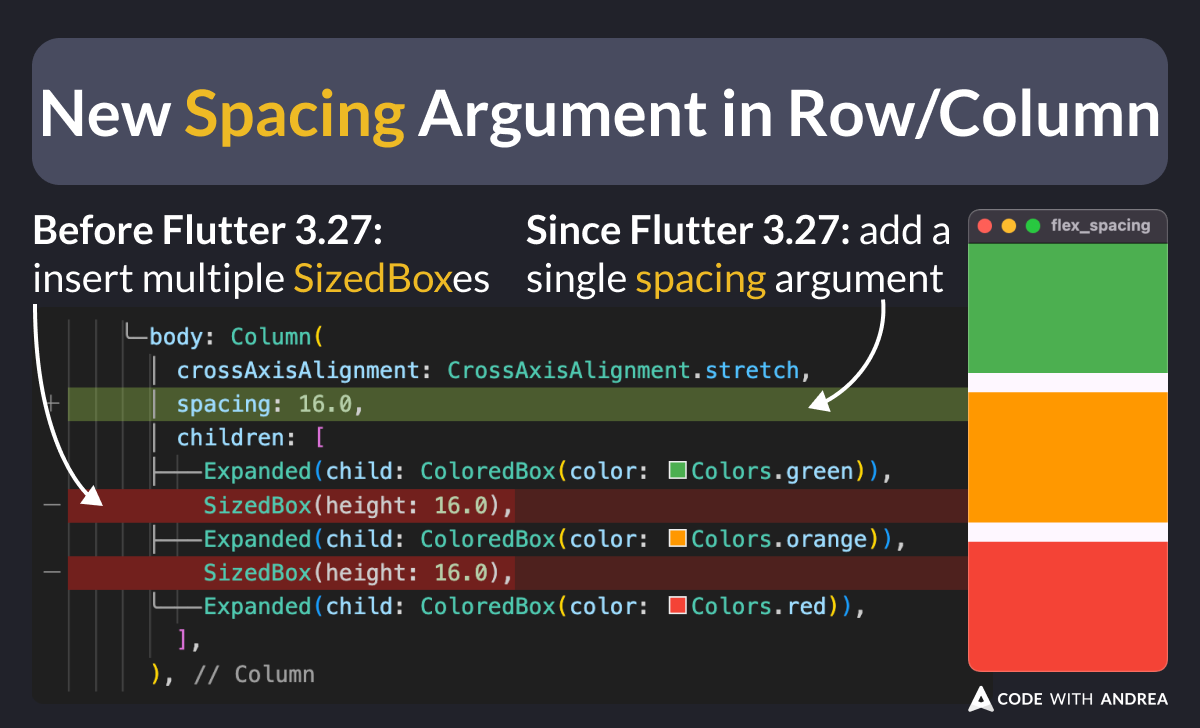 New Spacing Argument in Row/Column
Before Flutter 3.27:
insert multiple SizedBoxes
Since Flutter 3.27: add a
single spacing argument
flex_spacing
body: Column(
crossAxisAlignment: CrossAxisAlignment.stretch,
+ spacing: 16.0,
children: [
Expanded(child: ColoredBox(color: Colors.green)),
— SizedBox(height: 16.0),
Expanded(child: ColoredBox(color: Colors.orange)),
— SizedBox(height: 16.0),
Expanded(child: ColoredBox(color: Colors.red)),
],
), // Column
CODE WITH ANDREA